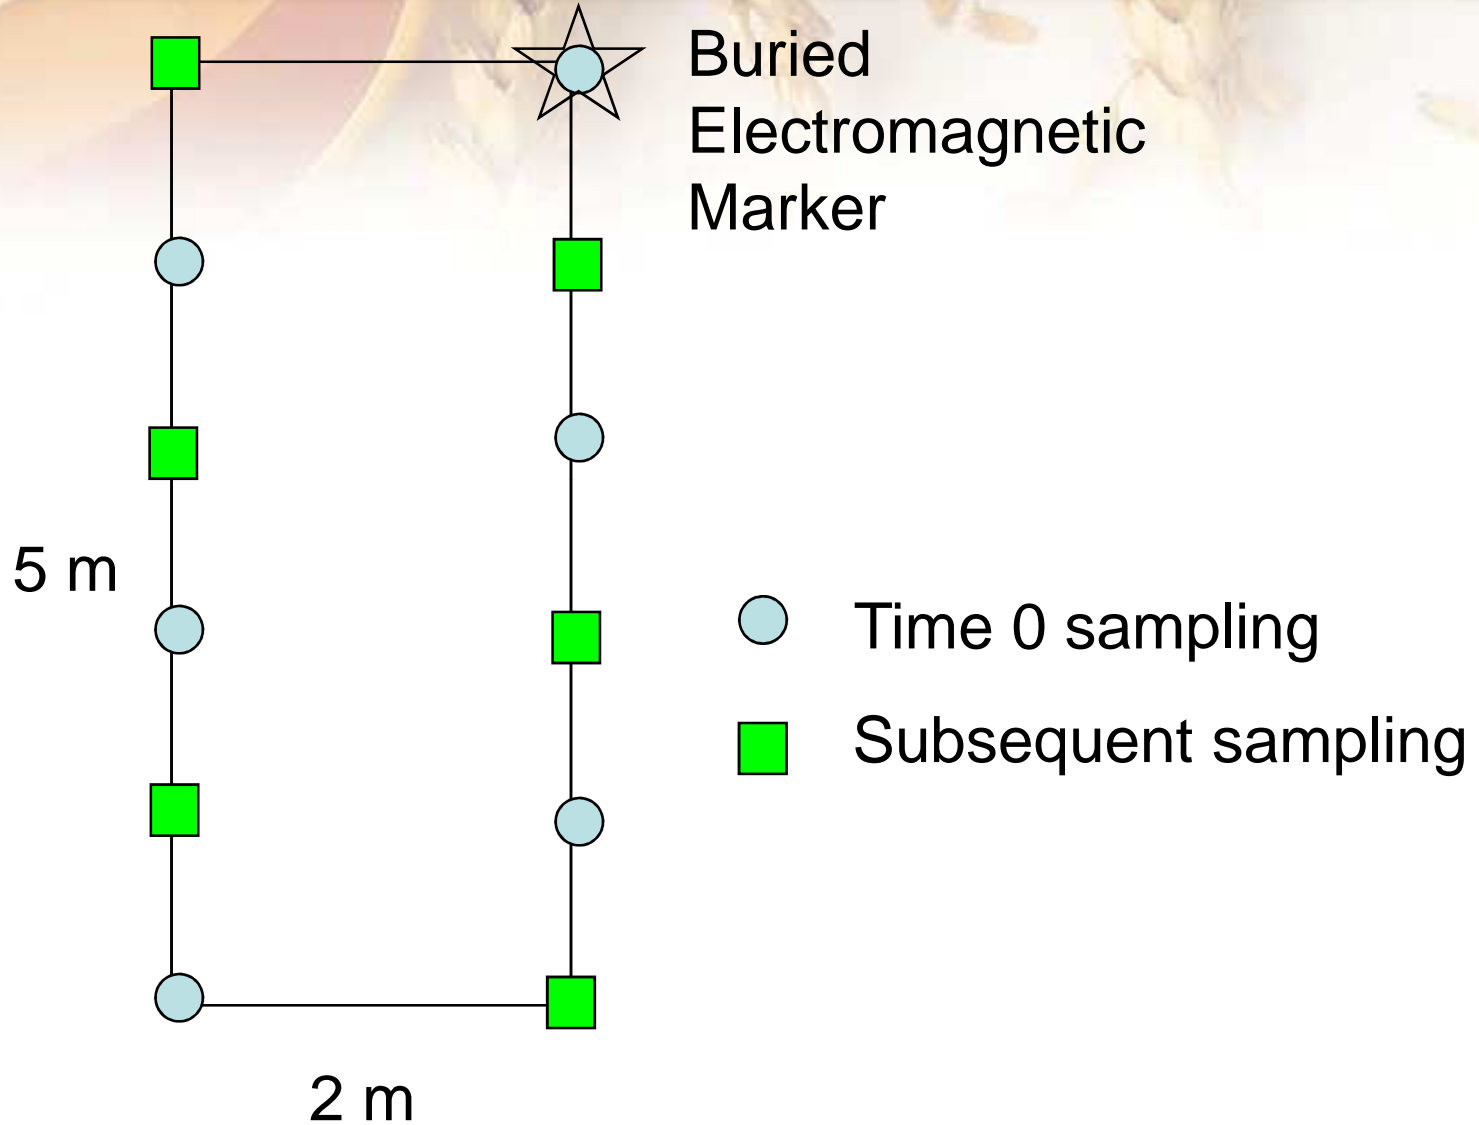 Buried
Electromagnetic
Marker
5 m
Time 0 sampling
Subsequent sampling
2 m